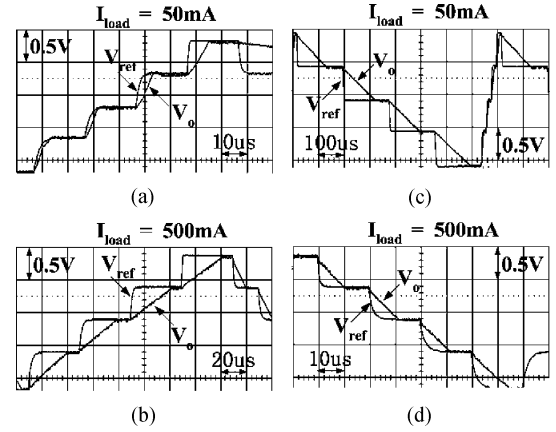 I_load = 50mA
0.5V
V_ref
V_o
10us
(a)
I_load = 50mA
V_o
V_ref
100us
0.5V
(c)
I_load = 500mA
0.5V
V_ref
V_o
20us
(b)
I_load = 500mA
0.5V
V_o
V_ref
10us
(d)